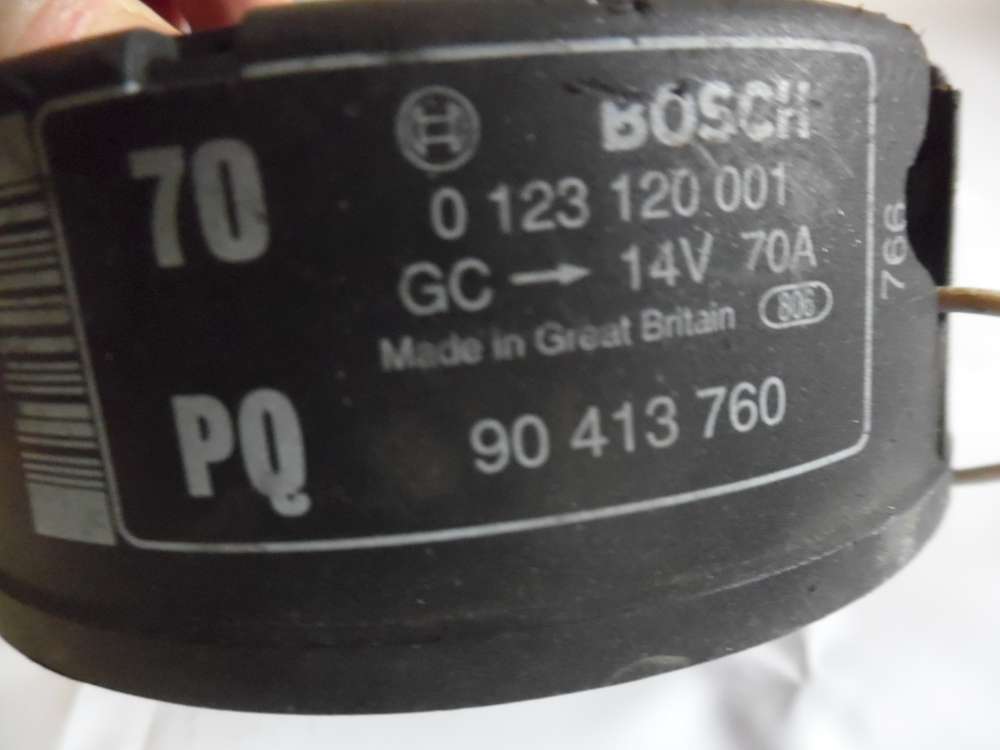 70
BOSCH
0 123 120 001
GC → 14V 70A
Made in Great Britain 806
PQ
90 413 760
766